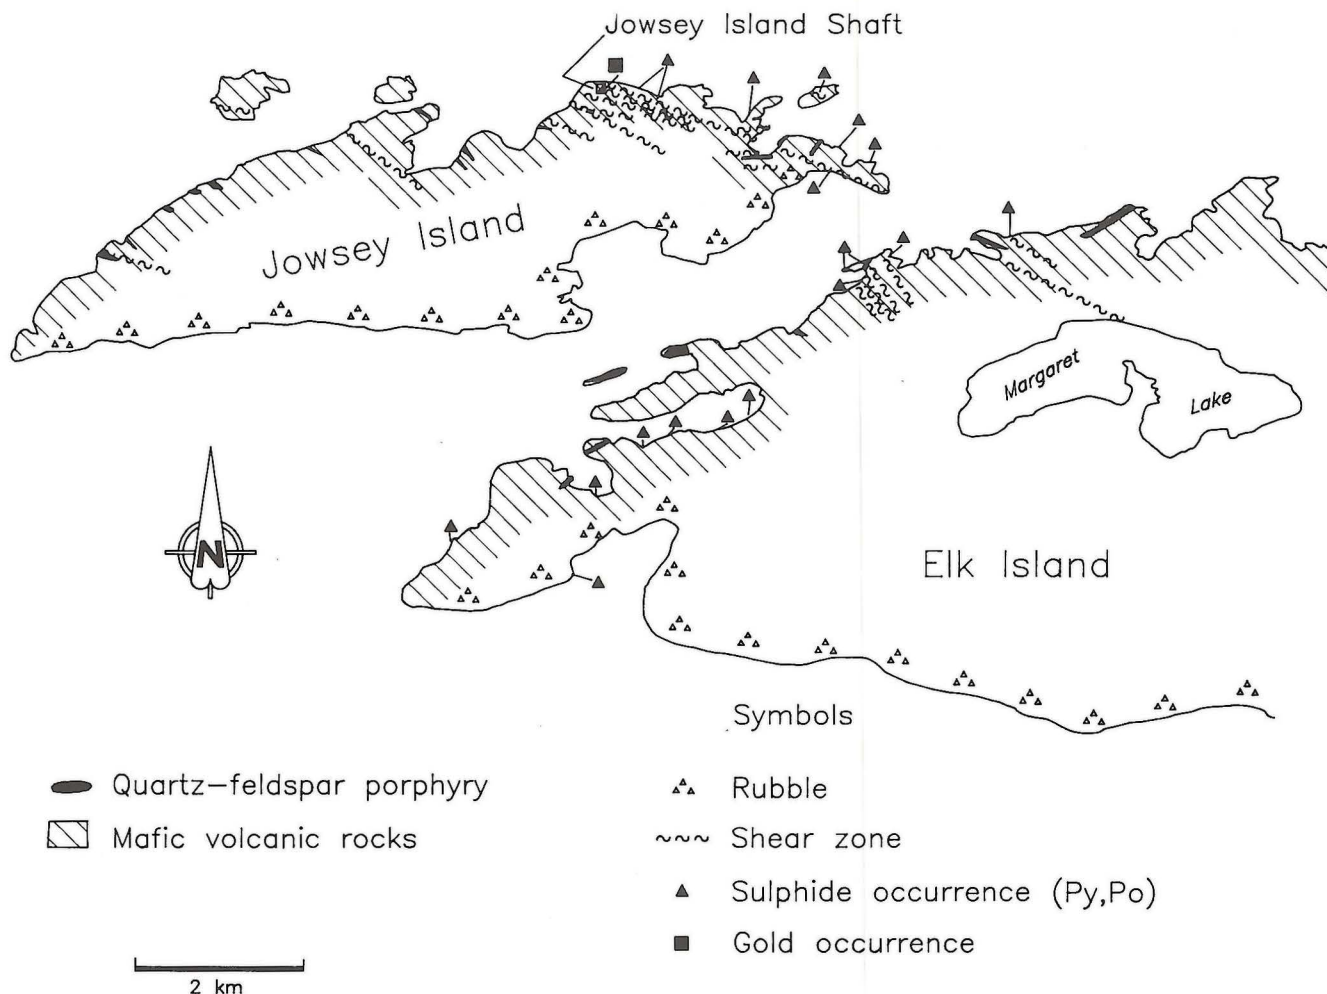 Jowsey Island Shaft
Jowsey Island
Margaret
Lake
N
Elk Island
Symbols
Quartz-feldspar porphyry
Mafic volcanic rocks
Rubble
Shear zone
Sulphide occurrence (Py,Po)
Gold occurrence
2 km